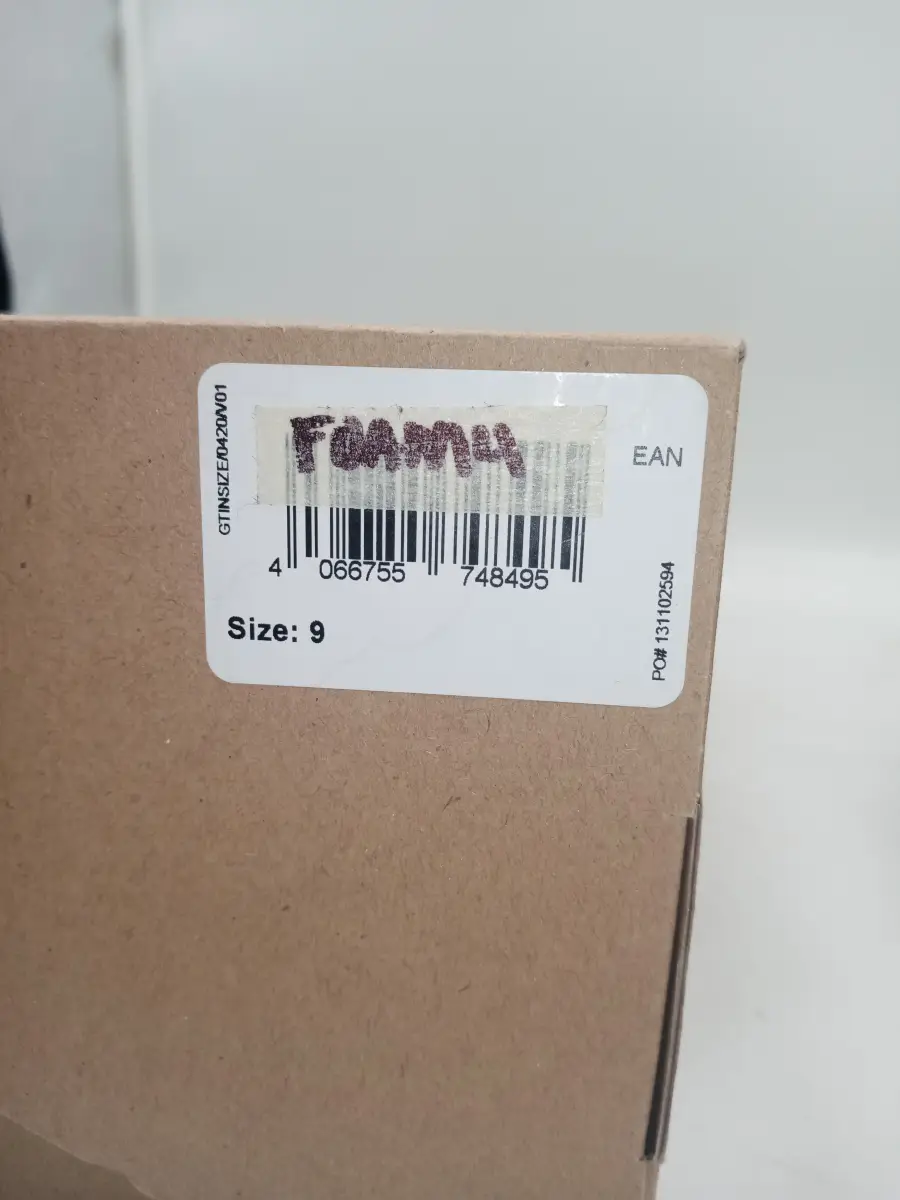 GTINSIZE/0420/V01
Foamy
EAN
4 066755 748495
Size: 9
PO# 131102594